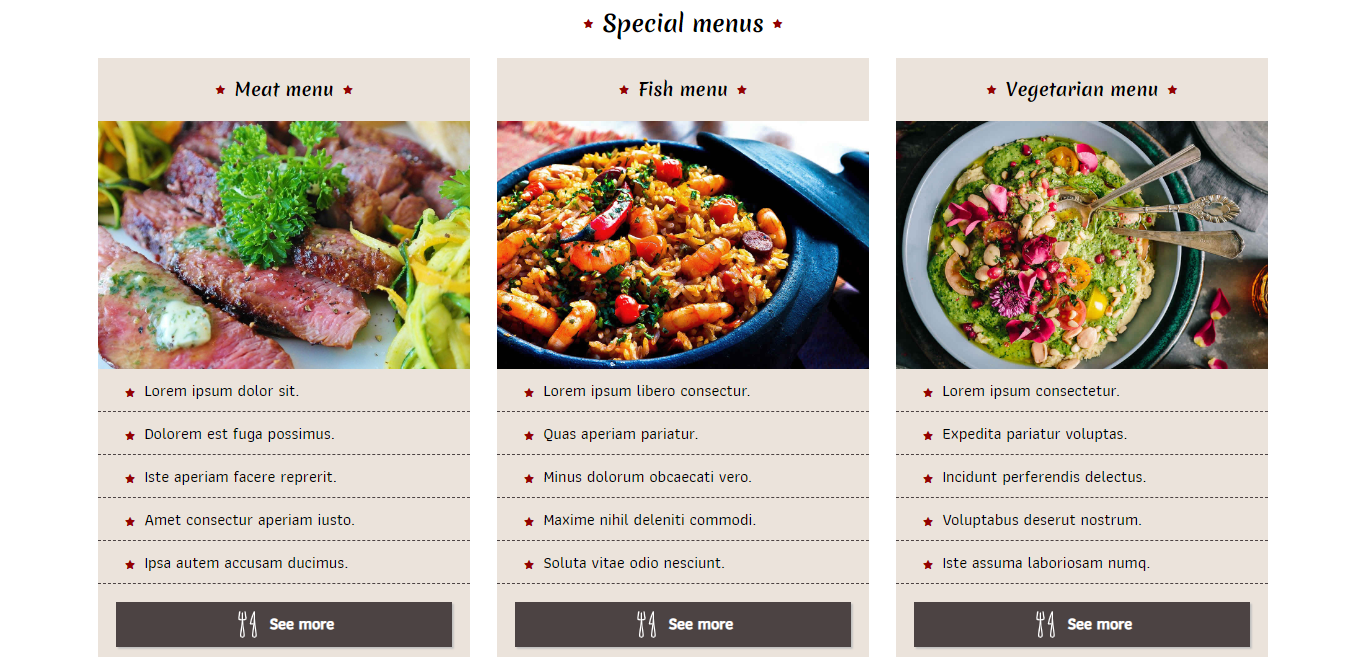 Special menus
Meat menu
Lorem ipsum dolor sit.
Dolorem est fuga possimus.
Iste aperiam facere reprerit.
Amet consectur aperiam iusto.
Ipsa autem accusam ducimus.
See more
Fish menu
Lorem ipsum libero consectur.
Quas aperiam pariatur.
Minus dolorum obcaecati vero.
Maxime nihil deleniti commodi.
Soluta vitae odio nesciunt.
See more
Vegetarian menu
Lorem ipsum consectetur.
Expedita pariatur voluptas.
Incidunt perferendis delectus.
Voluptabus deserut nostrum.
Iste assuma laboriosam numq.
See more